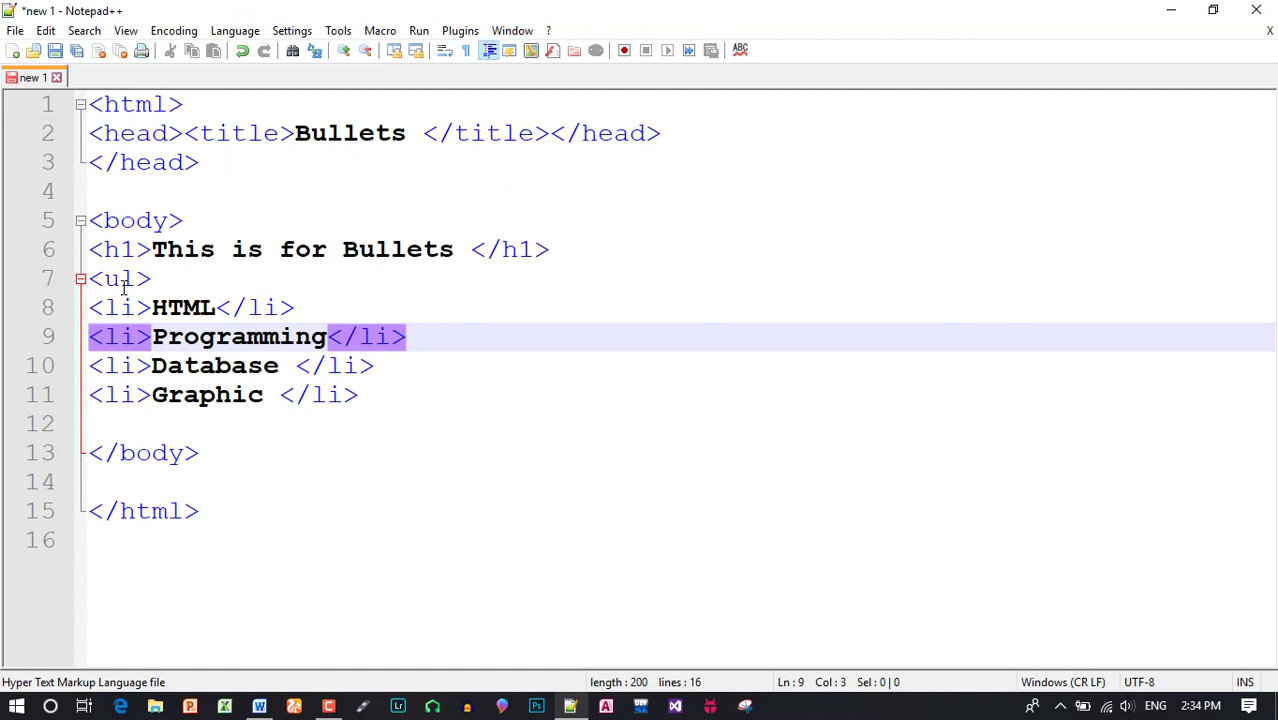 *new 1 - Notepad++
File Edit Search View Encoding Language Settings Tools Macro Run Plugins Window ? X
ABC
new 1
1 <html>
2 <head><title>Bullets </title></head>
3 </head>
4
5 <body>
6 <h1>This is for Bullets </h1>
7 <ul>
8 <li>HTML</li>
9 <li>Programming</li>
10 <li>Database </li>
11 <li>Graphic </li>
12
13 </body>
14
15 </html>
16
Hyper Text Markup Language file length : 200 lines : 16 Ln : 9 Col : 3 Sel : 0 | 0 Windows (CR LF) UTF-8 INS
Lr Ps ENG 2:34 PM